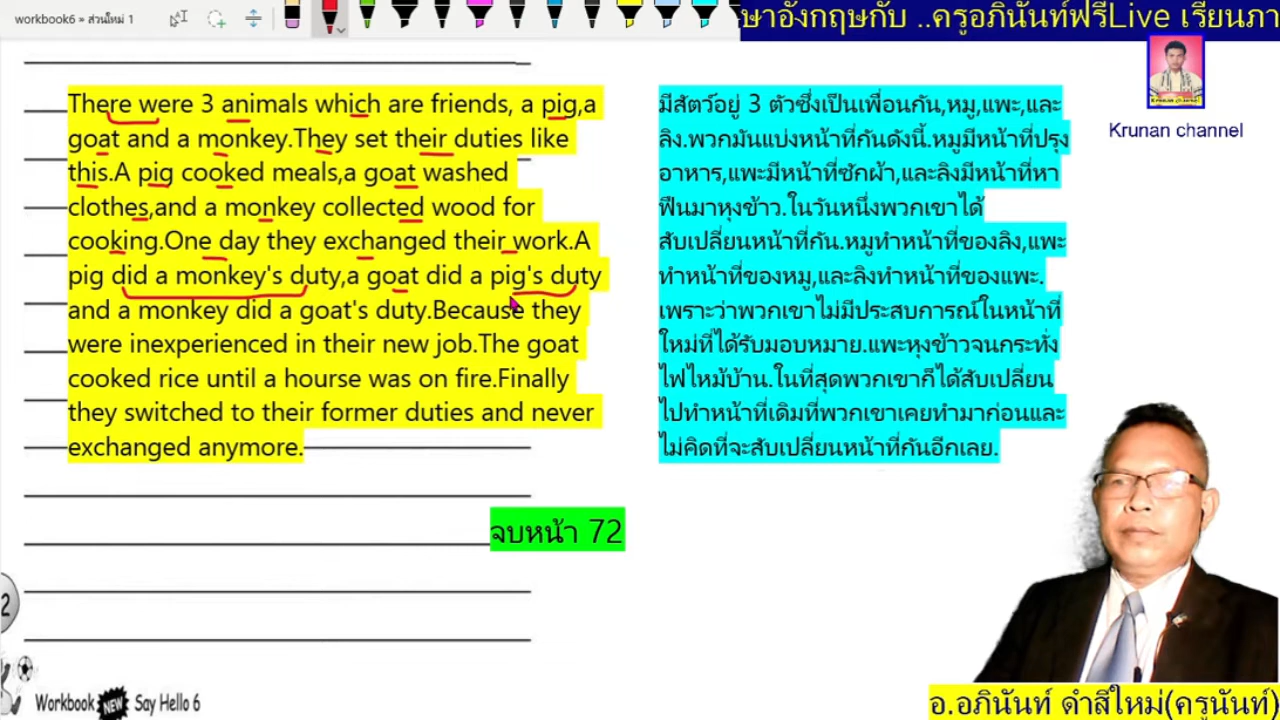 workbook6 » ส่วนใหม่ 1
ษาอังกฤษกับ ..ครูอภินันท์ฟรีLive เรียนภา
Krunan channel
There were 3 animals which are friends, a pig,a
goat and a monkey.They set their duties like
this.A pig cooked meals,a goat washed
clothes,and a monkey collected wood for
cooking.One day they exchanged their work.A
pig did a monkey's duty,a goat did a pig's duty
and a monkey did a goat's duty.Because they
were inexperienced in their new job.The goat
cooked rice until a hourse was on fire.Finally
they switched to their former duties and never
exchanged anymore.
มีสัตว์อยู่ 3 ตัวซึ่งเป็นเพื่อนกัน,หมู,แพะ,และ
ลิง.พวกมันแบ่งหน้าที่กันดังนี้.หมูมีหน้าที่ปรุง
อาหาร,แพะมีหน้าที่ซักผ้า,และลิงมีหน้าที่หา
ฟืนมาหุงข้าว.ในวันหนึ่งพวกเขาได้
สับเปลี่ยนหน้าที่กัน.หมูทำหน้าที่ของลิง,แพะ
ทำหน้าที่ของหมู,และลิงทำหน้าที่ของแพะ.
เพราะว่าพวกเขาไม่มีประสบการณ์ในหน้าที่
ใหม่ที่ได้รับมอบหมาย.แพะหุงข้าวจนกระทั่ง
ไฟไหม้บ้าน.ในที่สุดพวกเขาก็ได้สับเปลี่ยน
ไปทำหน้าที่เดิมที่พวกเขาเคยทำมาก่อนและ
ไม่คิดที่จะสับเปลี่ยนหน้าที่กันอีกเลย.
จบหน้า 72
2
Workbook NEW Say Hello 6
อ.อภินันท์ ดำสีใหม่(ครูนันท์)